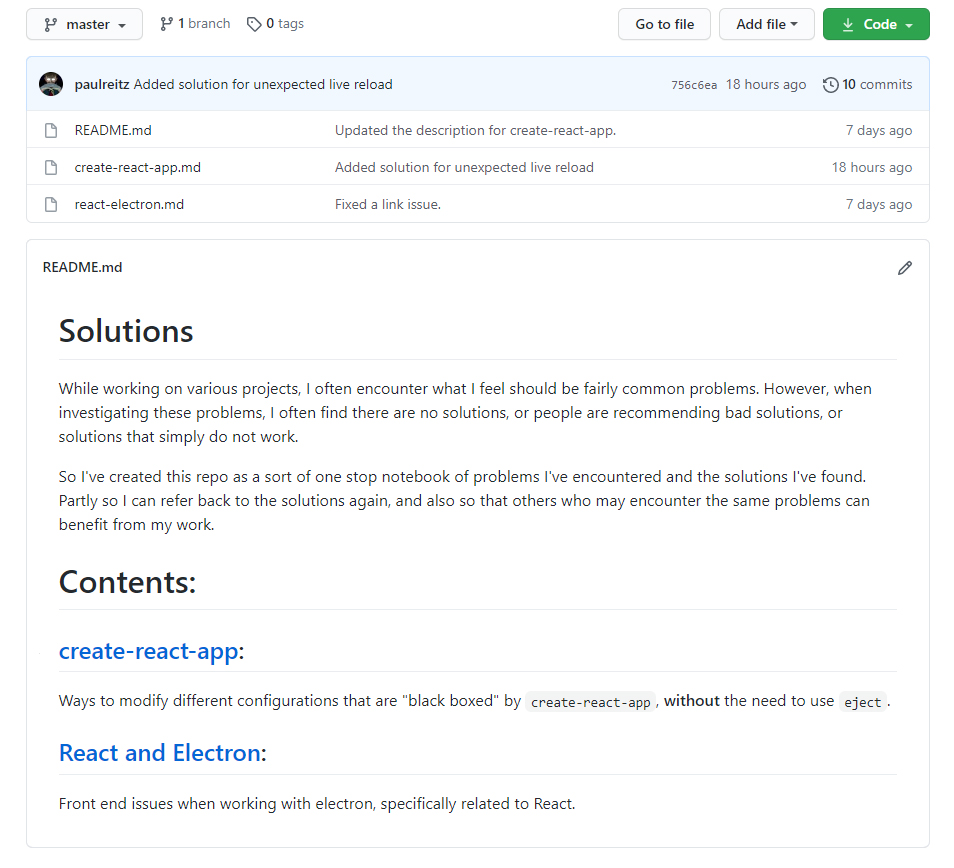 master 1 branch 0 tags Go to file Add file Code
paulreitz Added solution for unexpected live reload 756c6ea 18 hours ago 10 commits
README.md Updated the description for create-react-app. 7 days ago
create-react-app.md Added solution for unexpected live reload 18 hours ago
react-electron.md Fixed a link issue. 7 days ago
README.md
Solutions
While working on various projects, I often encounter what I feel should be fairly common problems. However, when
investigating these problems, I often find there are no solutions, or people are recommending bad solutions, or
solutions that simply do not work.
So I've created this repo as a sort of one stop notebook of problems I've encountered and the solutions I've found.
Partly so I can refer back to the solutions again, and also so that others who may encounter the same problems can
benefit from my work.
Contents:
create-react-app:
Ways to modify different configurations that are "black boxed" by create-react-app, without the need to use eject.
React and Electron:
Front end issues when working with electron, specifically related to React.